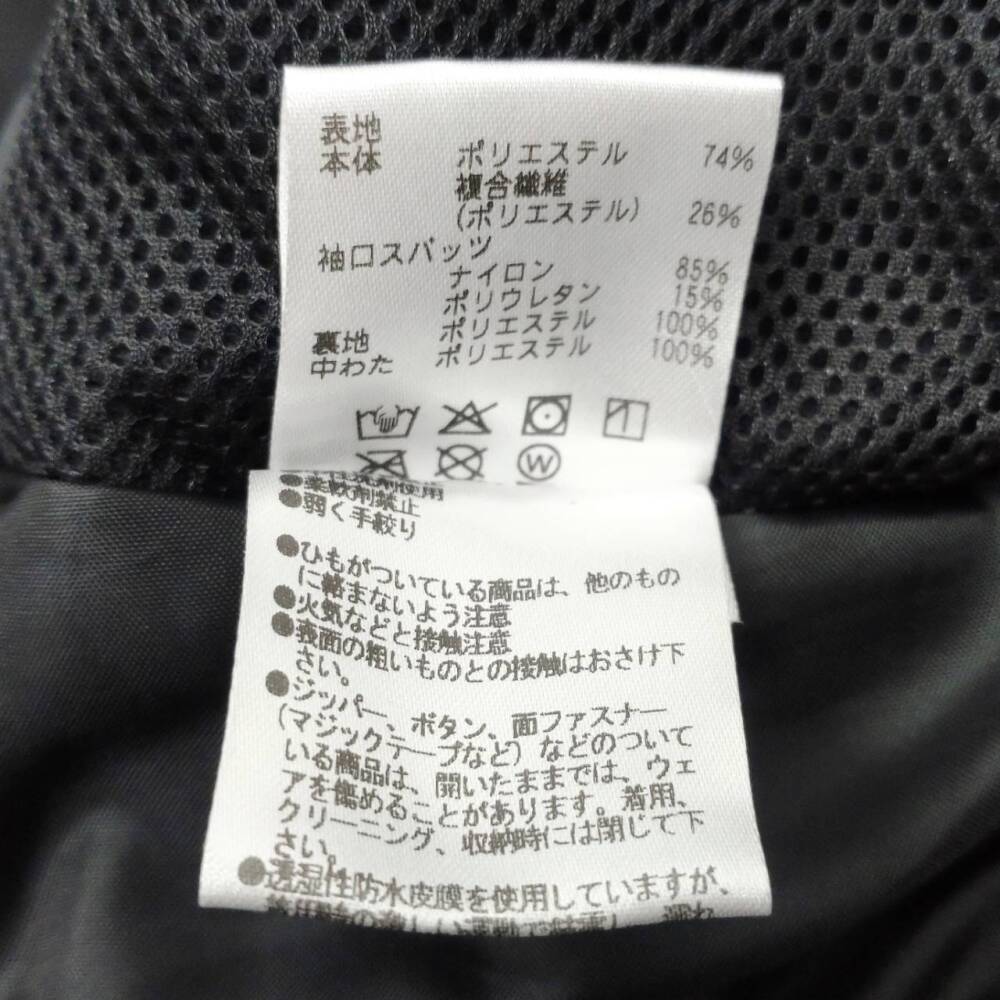 表地
本体 ポリエステル 74%
複合繊維
(ポリエステル) 26%
袖口スパッツ
ナイロン 85%
ポリウレタン 15%
裏地 ポリエステル 100%
中わた ポリエステル 100%
W
洗剤使用
●柔軟剤禁止
●弱く手絞り
●ひもがついている商品は、他のもの
に絡まないよう注意
●火気などと接触注意
●表面の粗いものとの接触はおさけ下
さい。
●ジッパー、ボタン、面ファスナー
(マジックテープなど)などのついて
いる商品は、開いたままでは、ウェ
アを傷めることがあります。着用、
クリーニング、収納時には閉じて下
さい。
●透湿性防水皮膜を使用していますが、